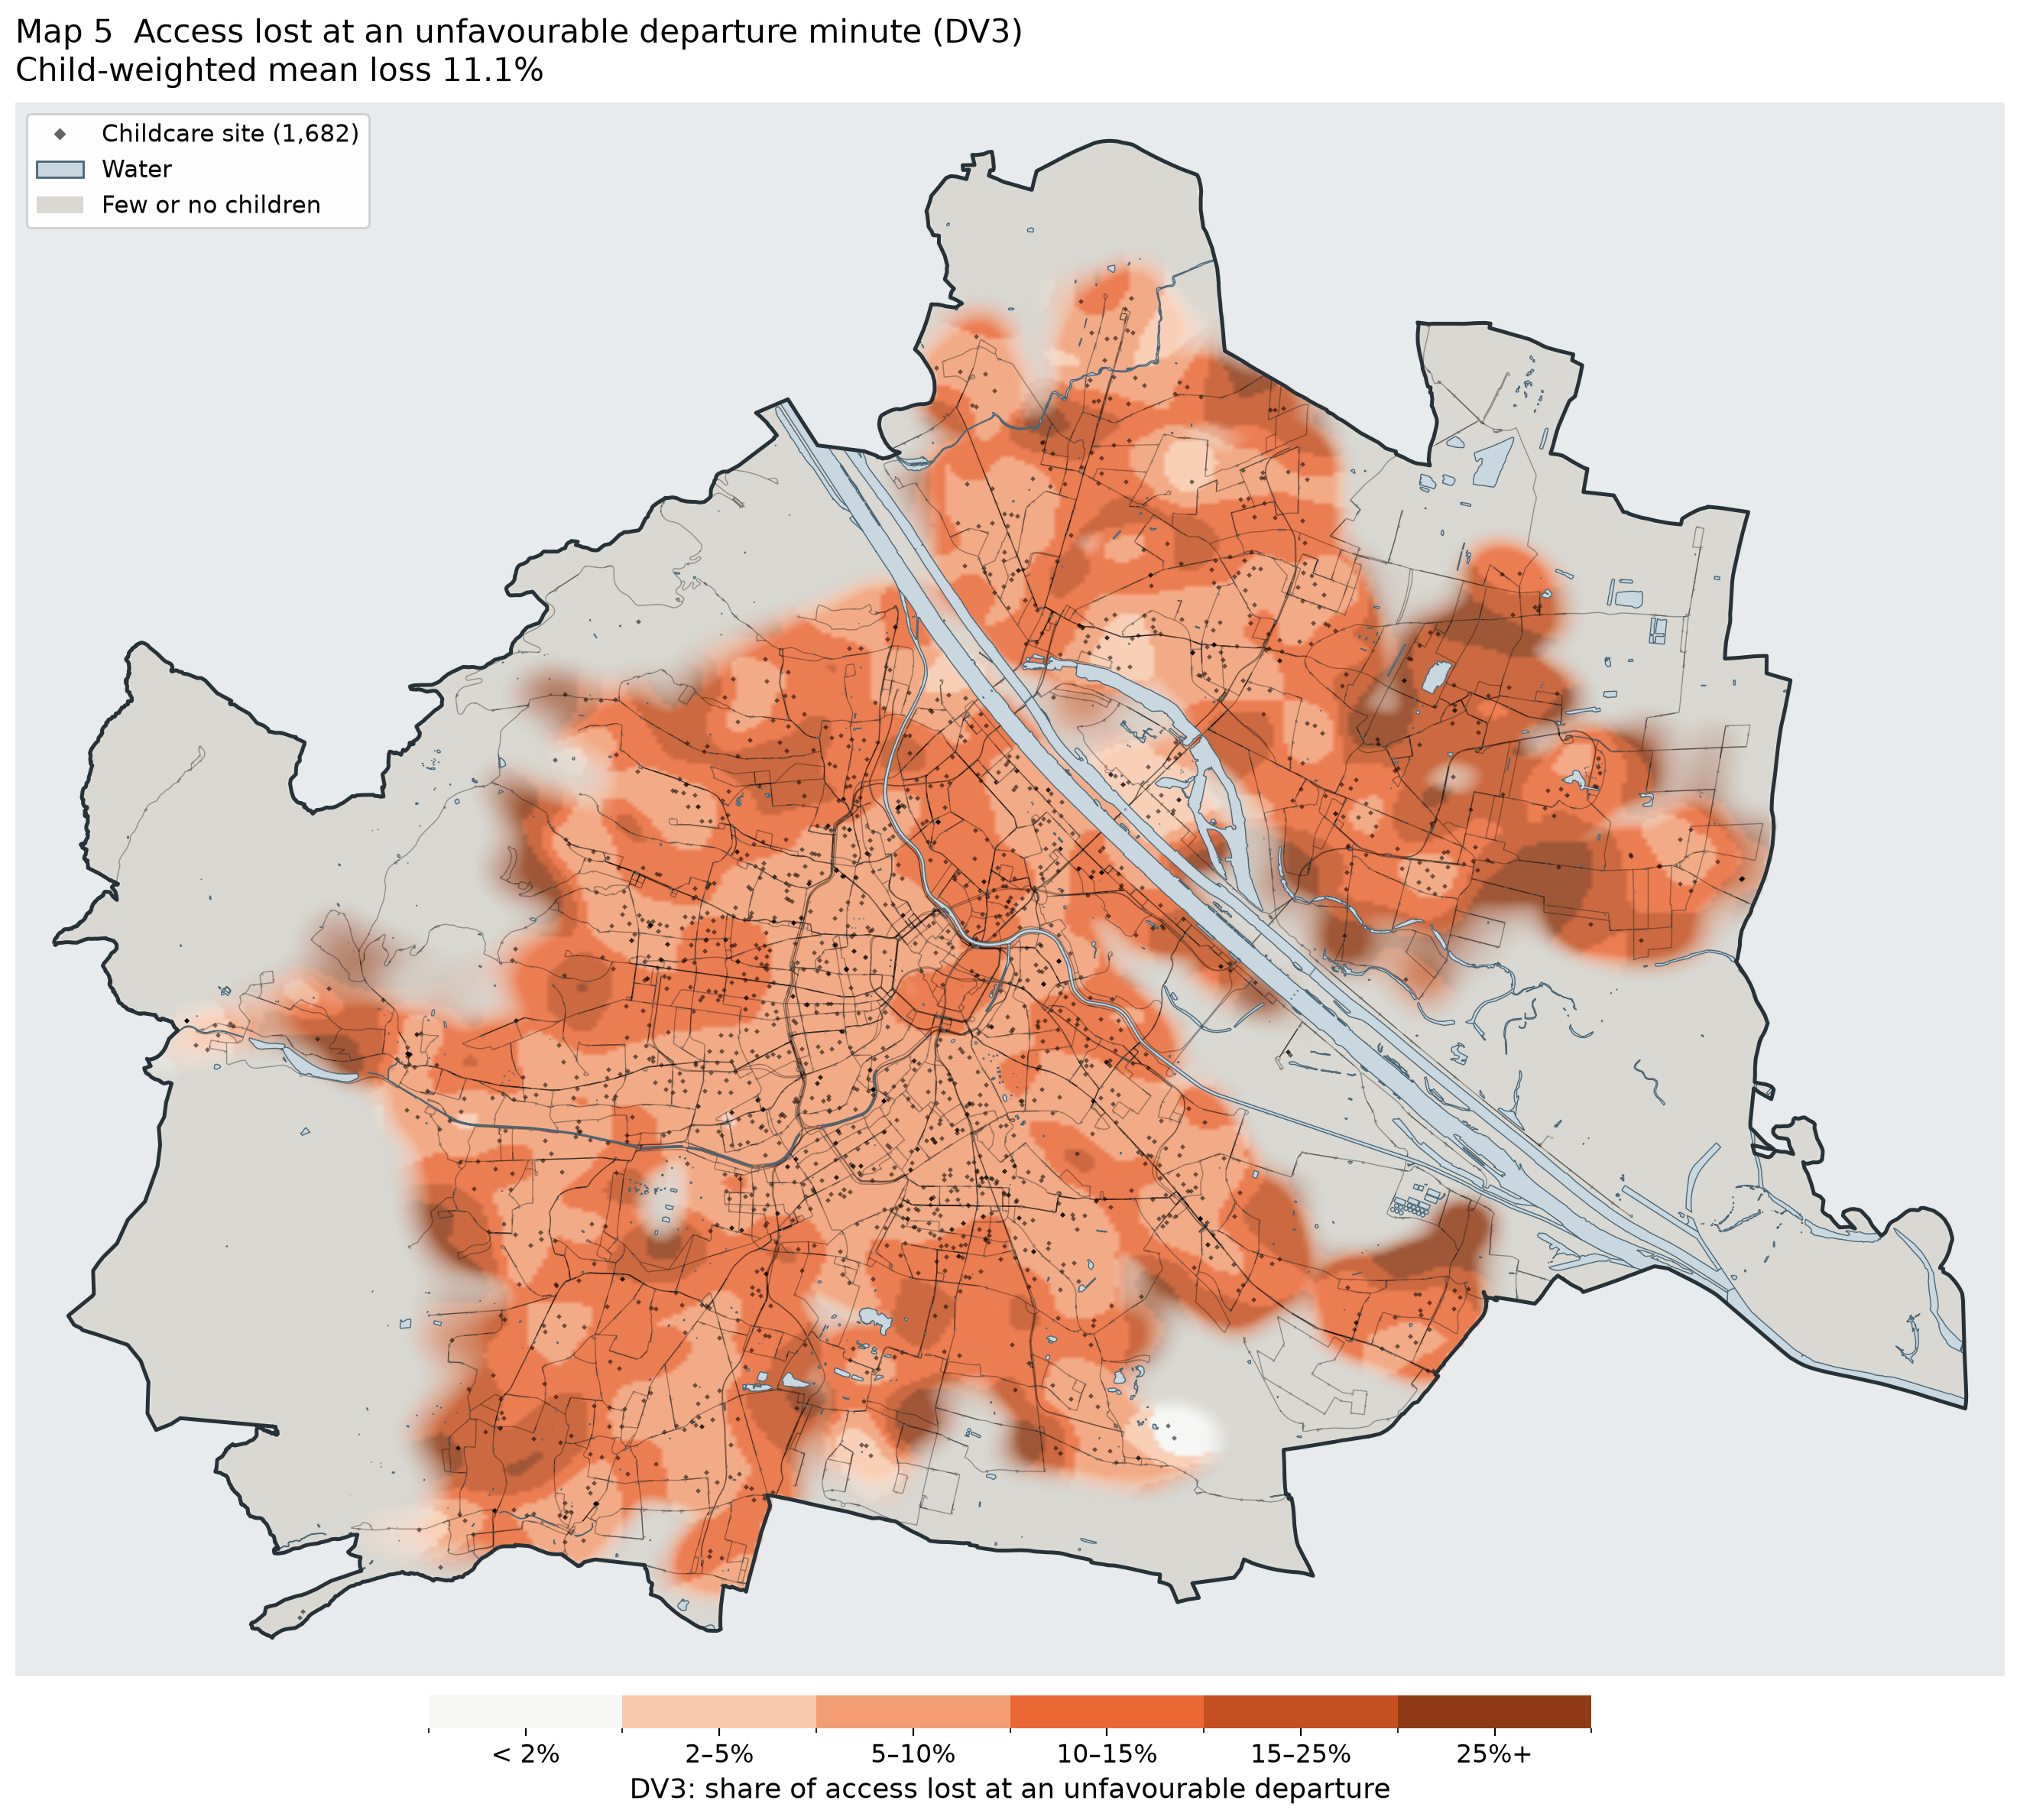 Map 5  Access lost at an unfavourable departure minute (DV3)
Child-weighted mean loss 11.1%
Childcare site (1,682)
Water
Few or no children
< 2%
2–5%
5–10%
10–15%
15–25%
25%+
DV3: share of access lost at an unfavourable departure